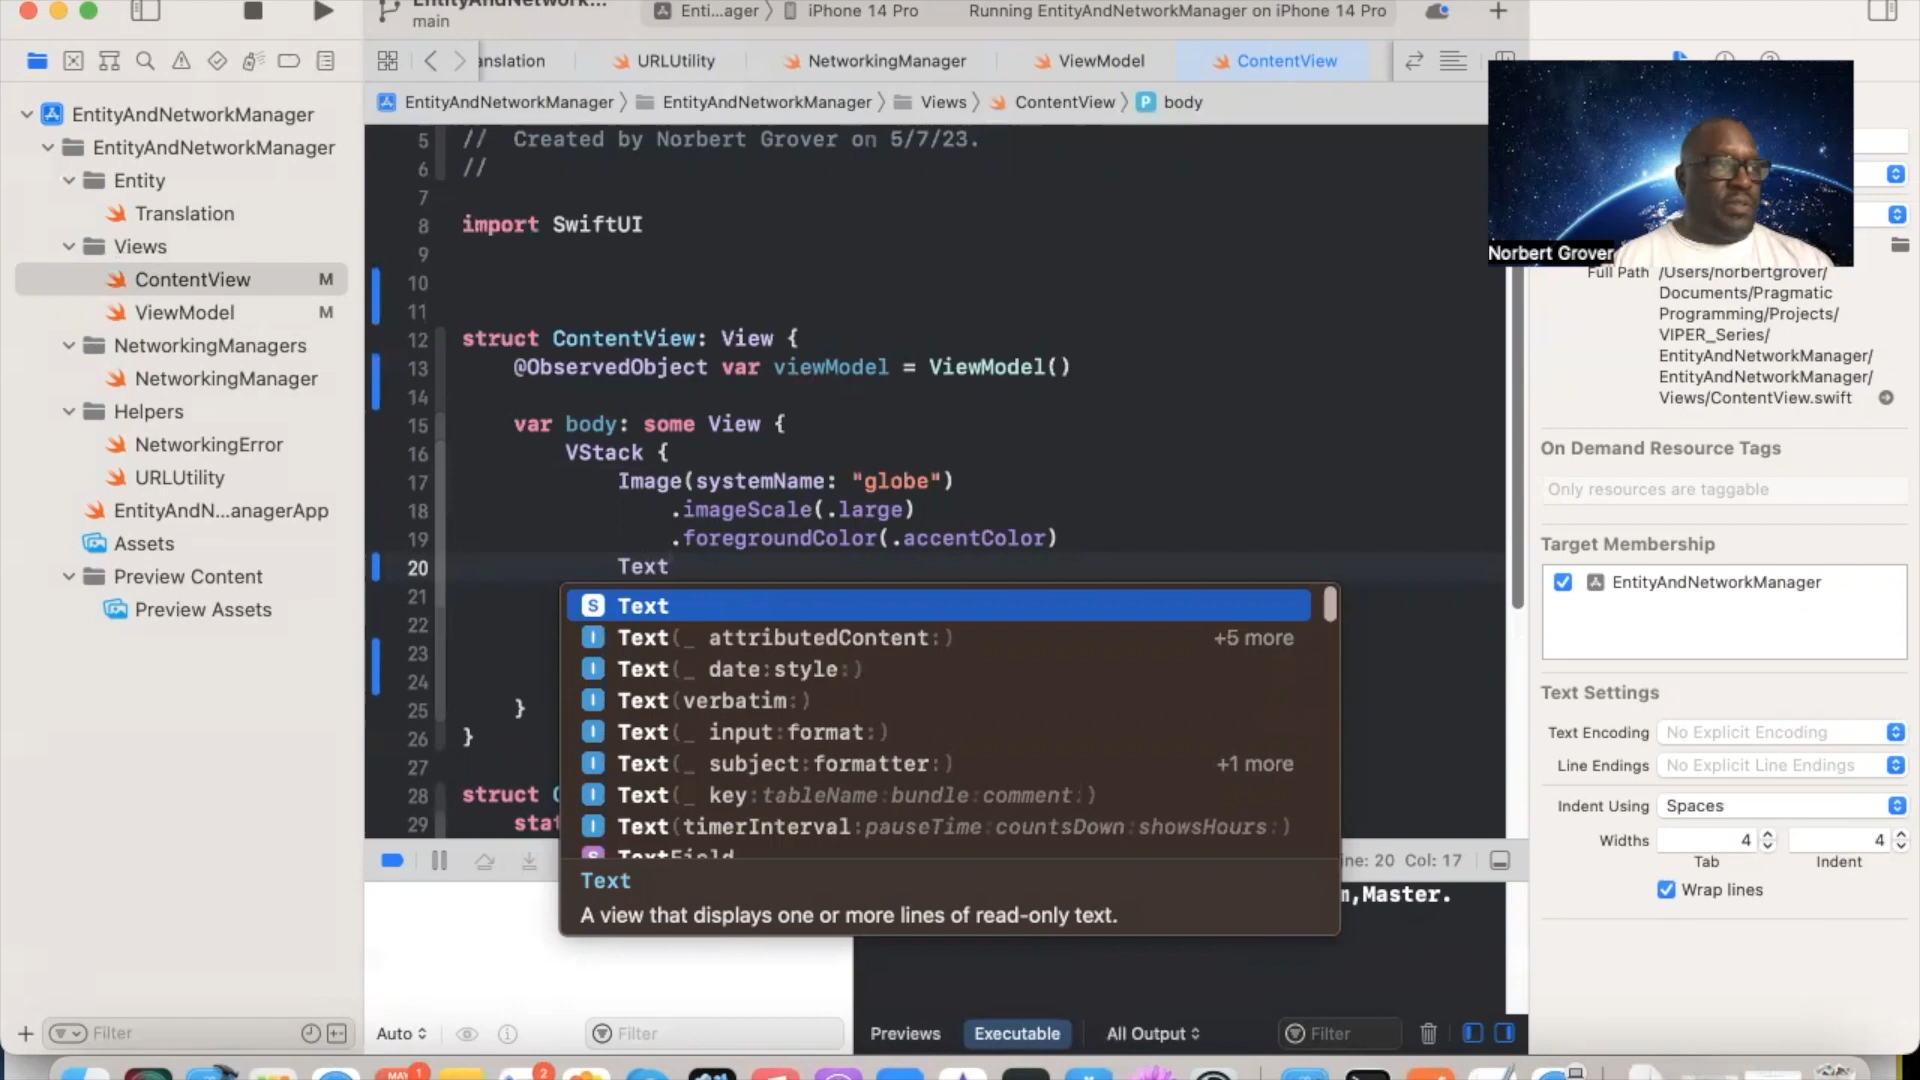 EntityAndNetwork...
main
Enti...ager
iPhone 14 Pro
Running EntityAndNetworkManager on iPhone 14 Pro
anslation
URLUtility
NetworkingManager
ViewModel
ContentView
EntityAndNetworkManager
EntityAndNetworkManager
Views
ContentView
P body
EntityAndNetworkManager
EntityAndNetworkManager
Entity
Translation
Views
ContentView M
ViewModel M
NetworkingManagers
NetworkingManager
Helpers
NetworkingError
URLUtility
EntityAndN...anagerApp
Assets
Preview Content
Preview Assets
Filter
5 //  Created by Norbert Grover on 5/7/23.
6 //
7
8 import SwiftUI
9
10
11
12 struct ContentView: View {
13 @ObservedObject var viewModel = ViewModel()
14
15 var body: some View {
16 VStack {
17 Image(systemName: "globe")
18 .imageScale(.large)
19 .foregroundColor(.accentColor)
20 Text
21
22
23
24
25 }
26 }
27
28 struct
29 stat
S Text
I Text(_ attributedContent:) +5 more
I Text(_ date:style:)
I Text(verbatim:)
I Text(_ input:format:)
I Text(_ subject:formatter:) +1 more
I Text(_ key:tableName:bundle:comment:)
I Text(timerInterval:pauseTime:countsDown:showsHours:)
S TextField
Text
A view that displays one or more lines of read-only text.
ine: 20 Col: 17
,Master.
Auto
Filter
Previews
Executable
All Output
Filter
Norbert Grover
Full Path /Users/norbertgrover/
Documents/Pragmatic
Programming/Projects/
VIPER_Series/
EntityAndNetworkManager/
EntityAndNetworkManager/
Views/ContentView.swift
On Demand Resource Tags
Only resources are taggable
Target Membership
EntityAndNetworkManager
Text Settings
Text Encoding No Explicit Encoding
Line Endings No Explicit Line Endings
Indent Using Spaces
Widths 4 4
Tab Indent
Wrap lines
MAY 1
2